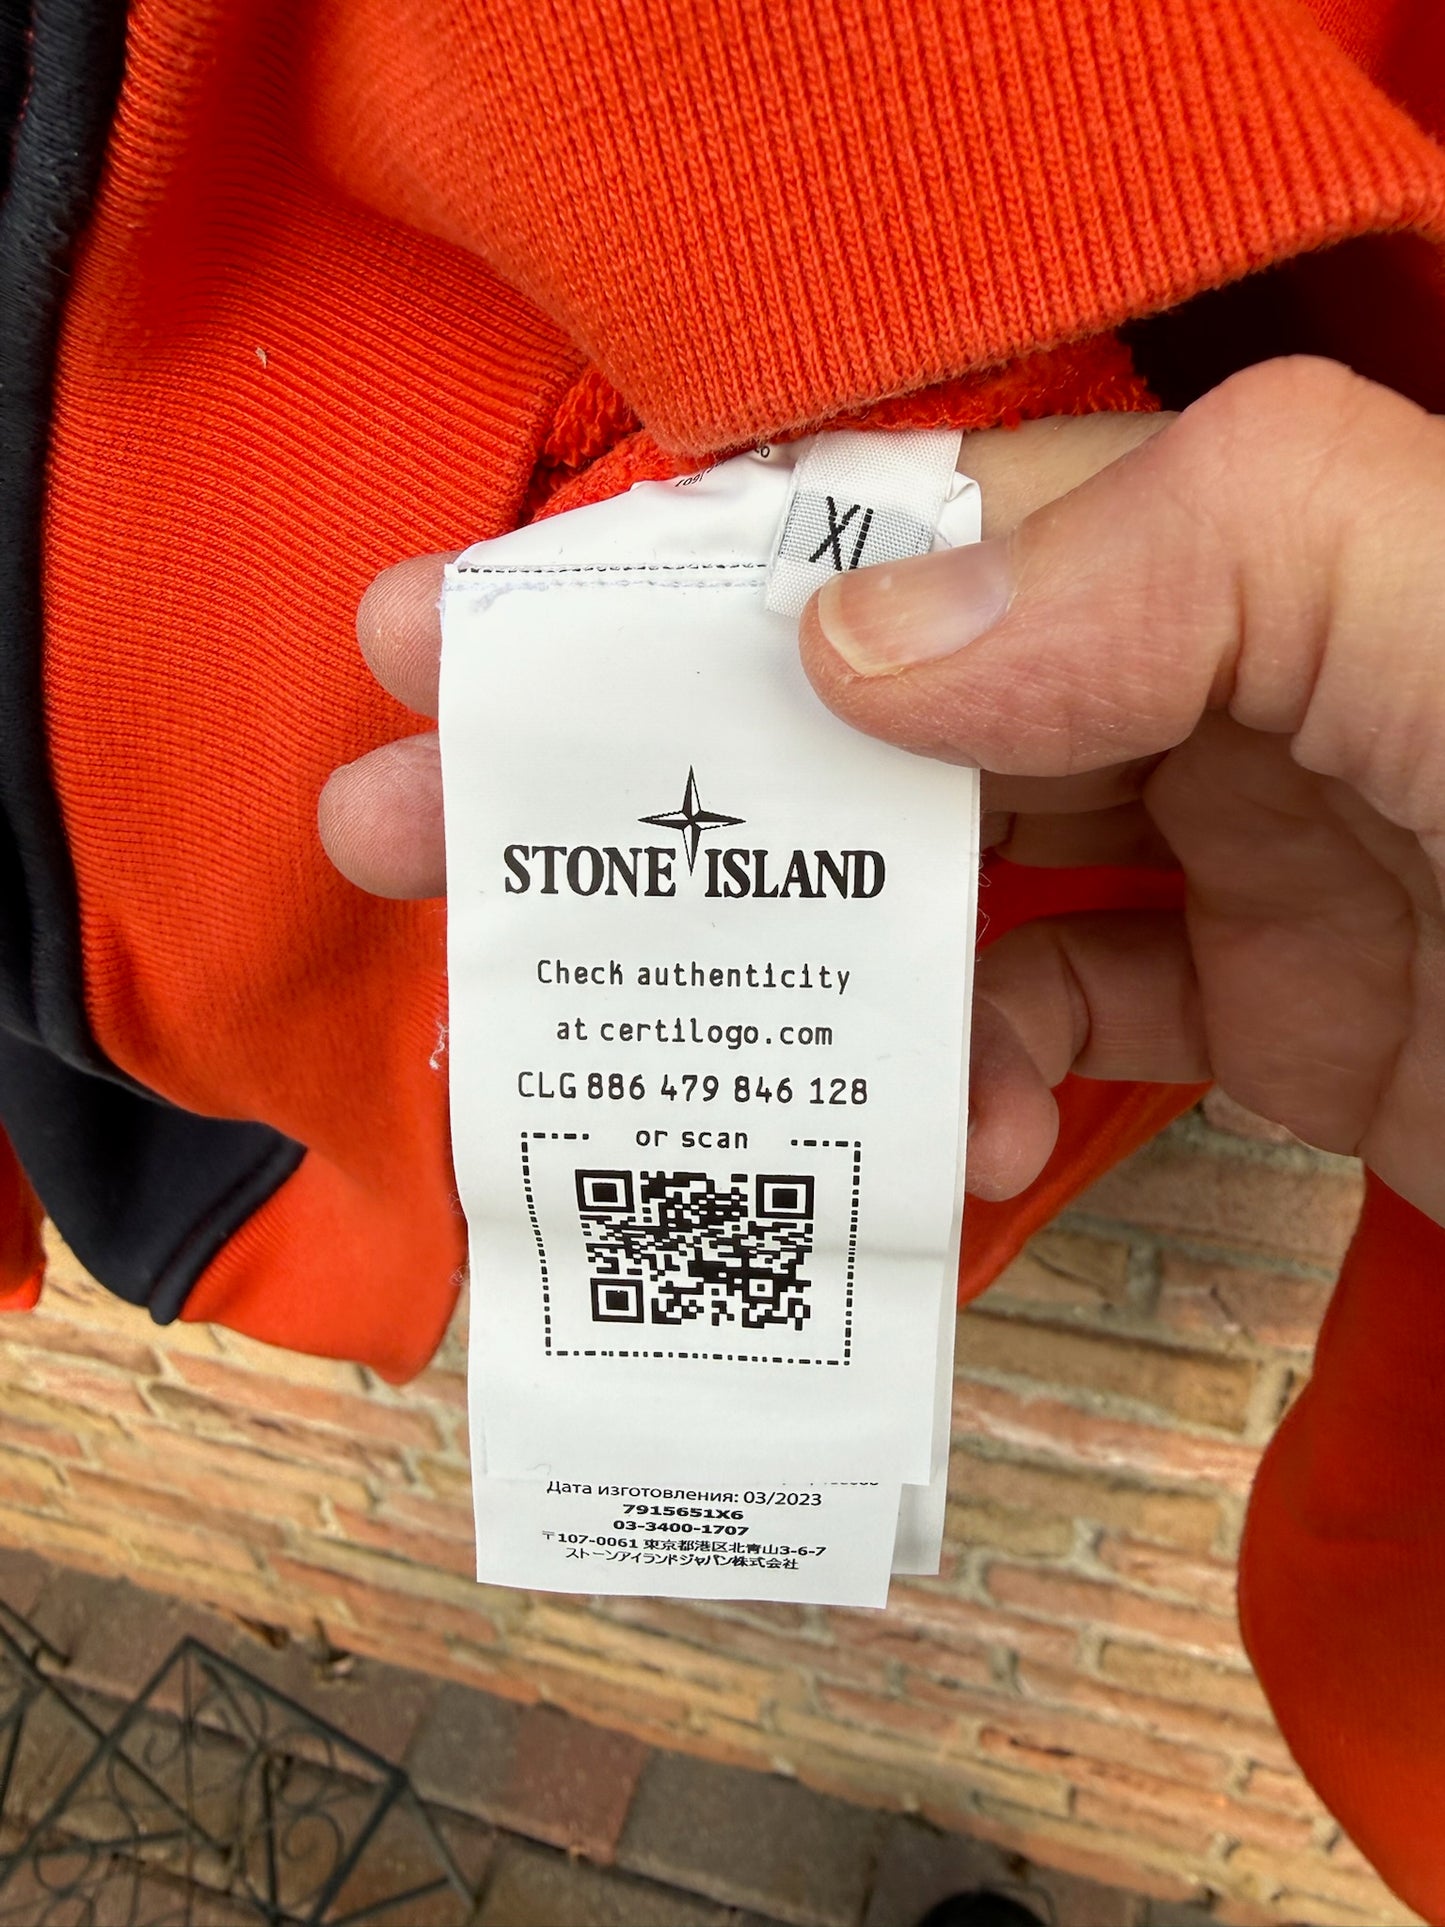 XL
STONE ISLAND
Check authenticity
at certilogo.com
CLG 886 479 846 128
or scan
Дата изготовления: 03/2023
7915651X6
03-3400-1707
〒107-0061 東京都港区北青山3-6-7
ストーンアイランドジャパン株式会社